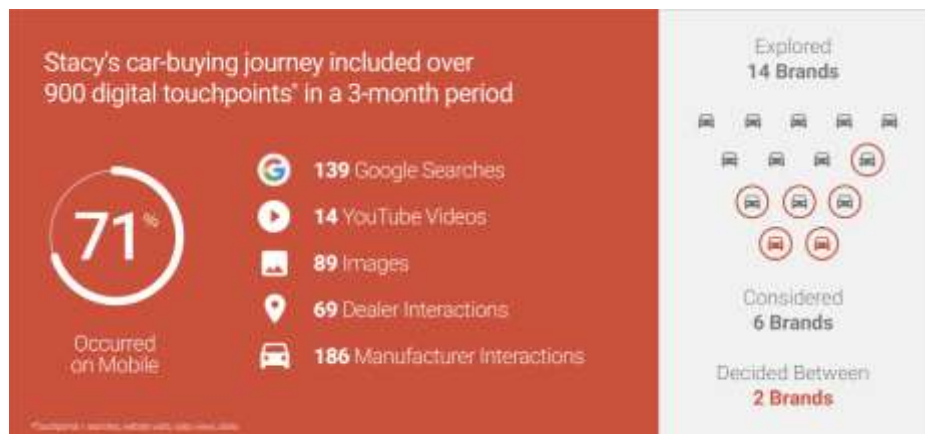 Stacy's car-buying journey included over
900 digital touchpoints* in a 3-month period
71%
Occurred
on Mobile
139 Google Searches
14 YouTube Videos
89 Images
69 Dealer Interactions
186 Manufacturer Interactions
Explored
14 Brands
Considered
6 Brands
Decided Between
2 Brands